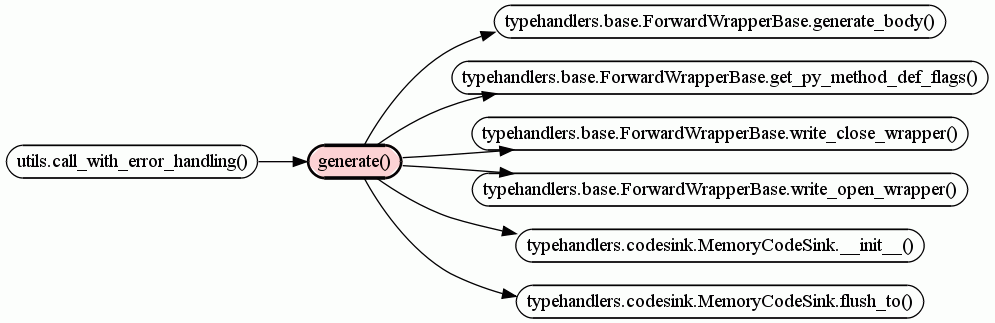 typehandlers.base.ForwardWrapperBase.generate_body()
typehandlers.base.ForwardWrapperBase.get_py_method_def_flags()
typehandlers.base.ForwardWrapperBase.write_close_wrapper()
utils.call_with_error_handling()
generate()
typehandlers.base.ForwardWrapperBase.write_open_wrapper()
typehandlers.codesink.MemoryCodeSink.__init__()
typehandlers.codesink.MemoryCodeSink.flush_to()